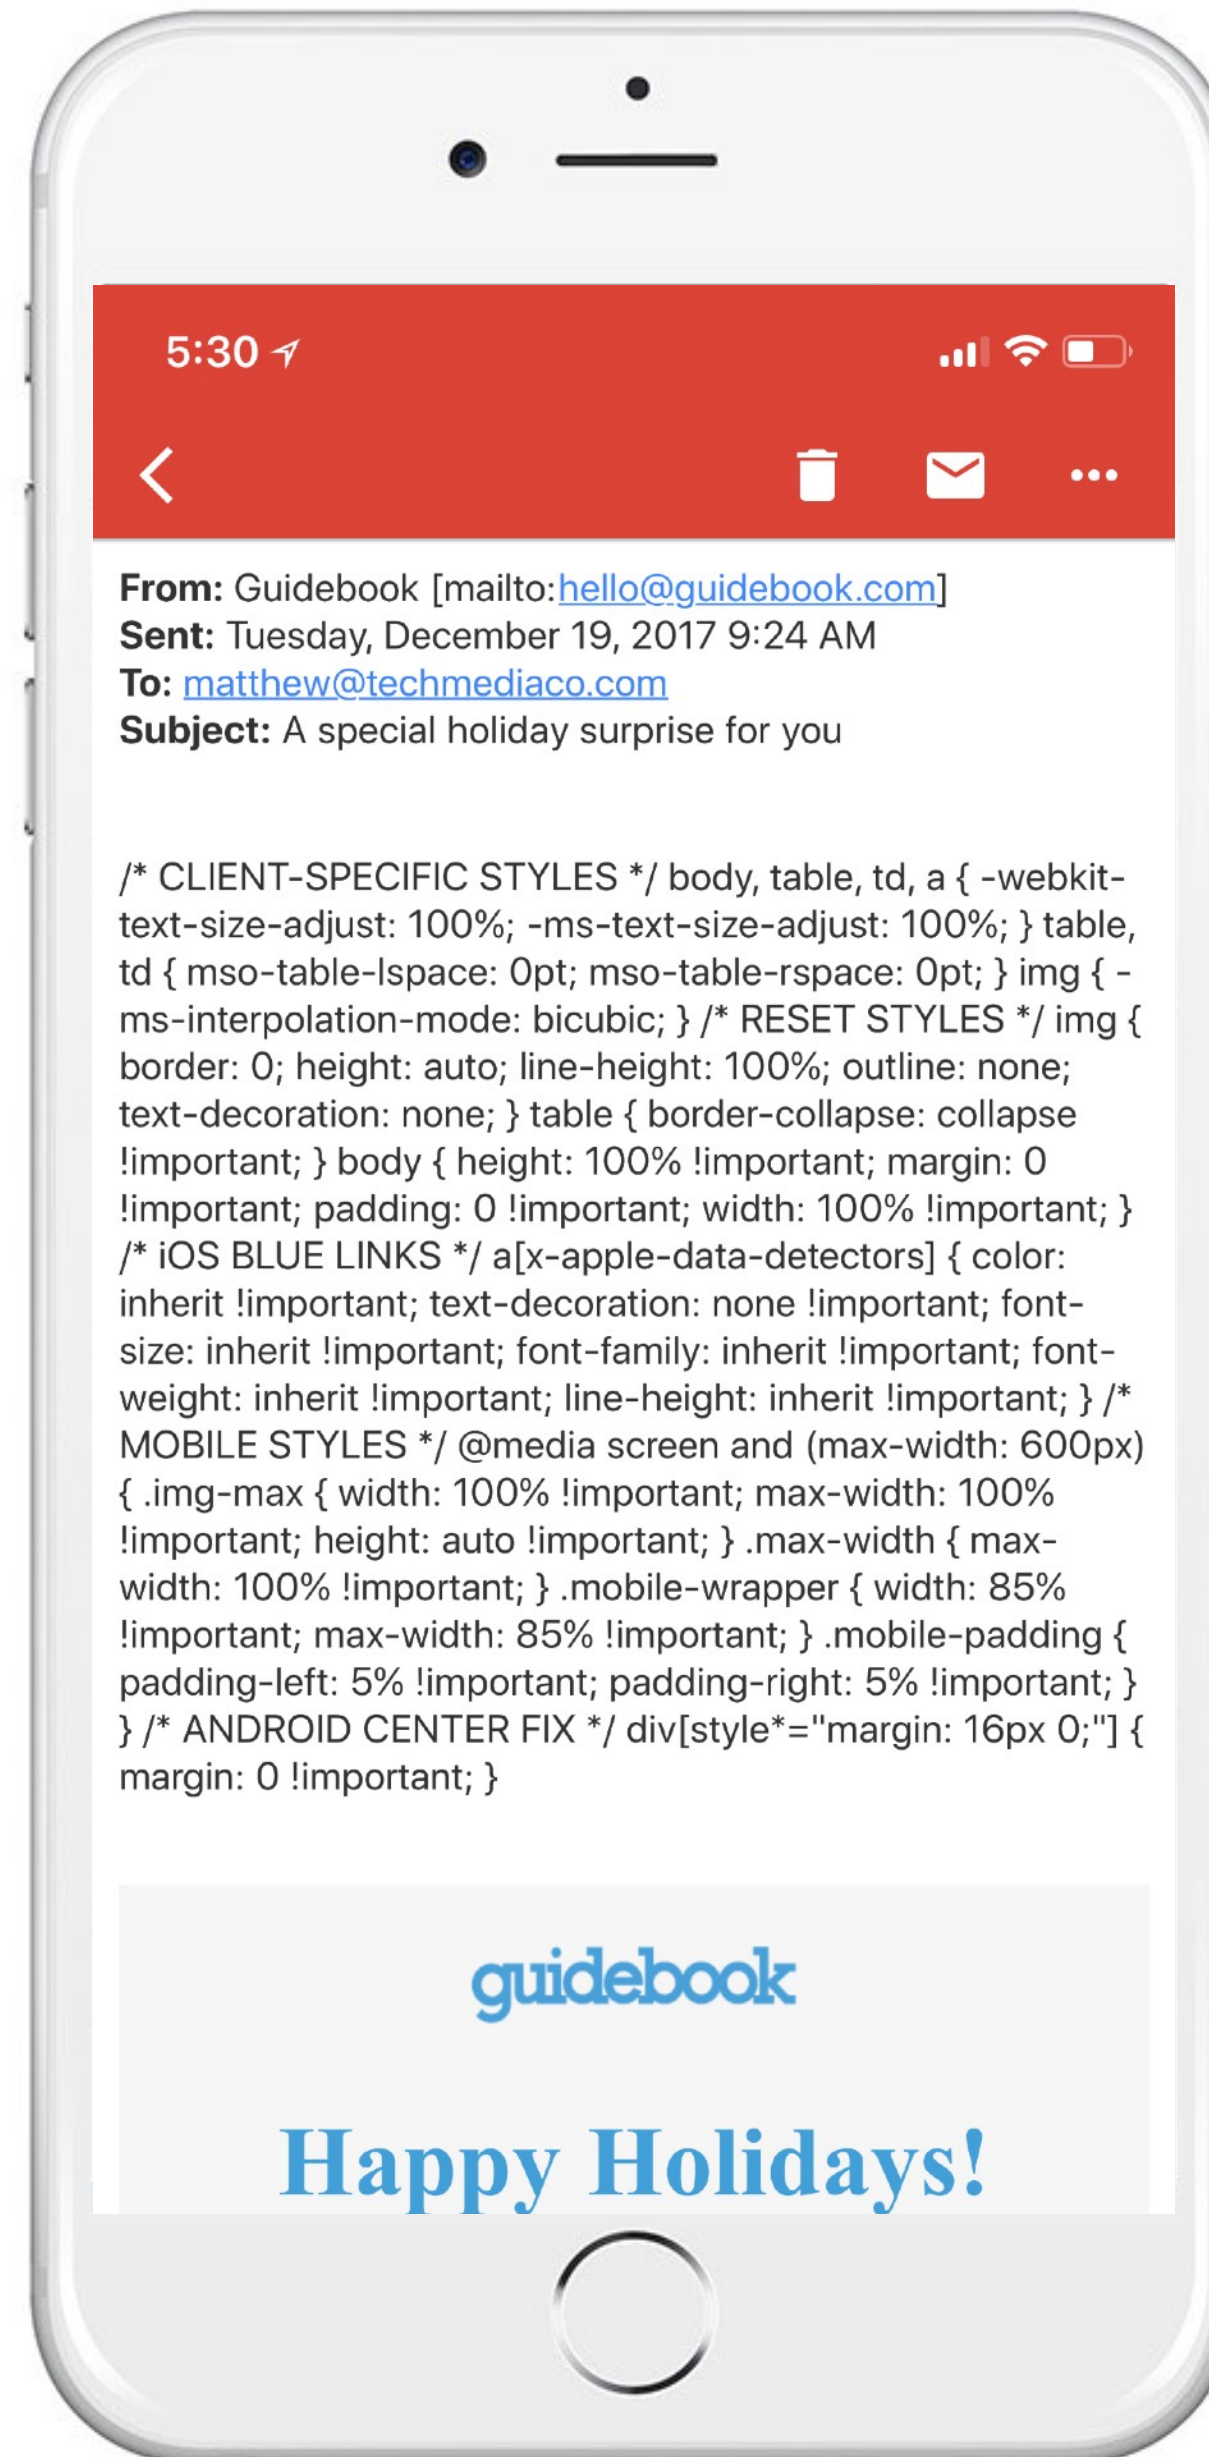 5:30
From: Guidebook [mailto:hello@guidebook.com]
Sent: Tuesday, December 19, 2017 9:24 AM
To: matthew@techmediaco.com
Subject: A special holiday surprise for you
/* CLIENT-SPECIFIC STYLES */ body, table, td, a { -webkit-
text-size-adjust: 100%; -ms-text-size-adjust: 100%; } table,
td { mso-table-lspace: 0pt; mso-table-rspace: 0pt; } img { -
ms-interpolation-mode: bicubic; } /* RESET STYLES */ img {
border: 0; height: auto; line-height: 100%; outline: none;
text-decoration: none; } table { border-collapse: collapse
!important; } body { height: 100% !important; margin: 0
!important; padding: 0 !important; width: 100% !important; }
/* iOS BLUE LINKS */ a[x-apple-data-detectors] { color:
inherit !important; text-decoration: none !important; font-
size: inherit !important; font-family: inherit !important; font-
weight: inherit !important; line-height: inherit !important; } /*
MOBILE STYLES */ @media screen and (max-width: 600px)
{ .img-max { width: 100% !important; max-width: 100%
!important; height: auto !important; } .max-width { max-
width: 100% !important; } .mobile-wrapper { width: 85%
!important; max-width: 85% !important; } .mobile-padding {
padding-left: 5% !important; padding-right: 5% !important; }
} /* ANDROID CENTER FIX */ div[style*="margin: 16px 0;"] {
margin: 0 !important; }
guidebook
Happy Holidays!